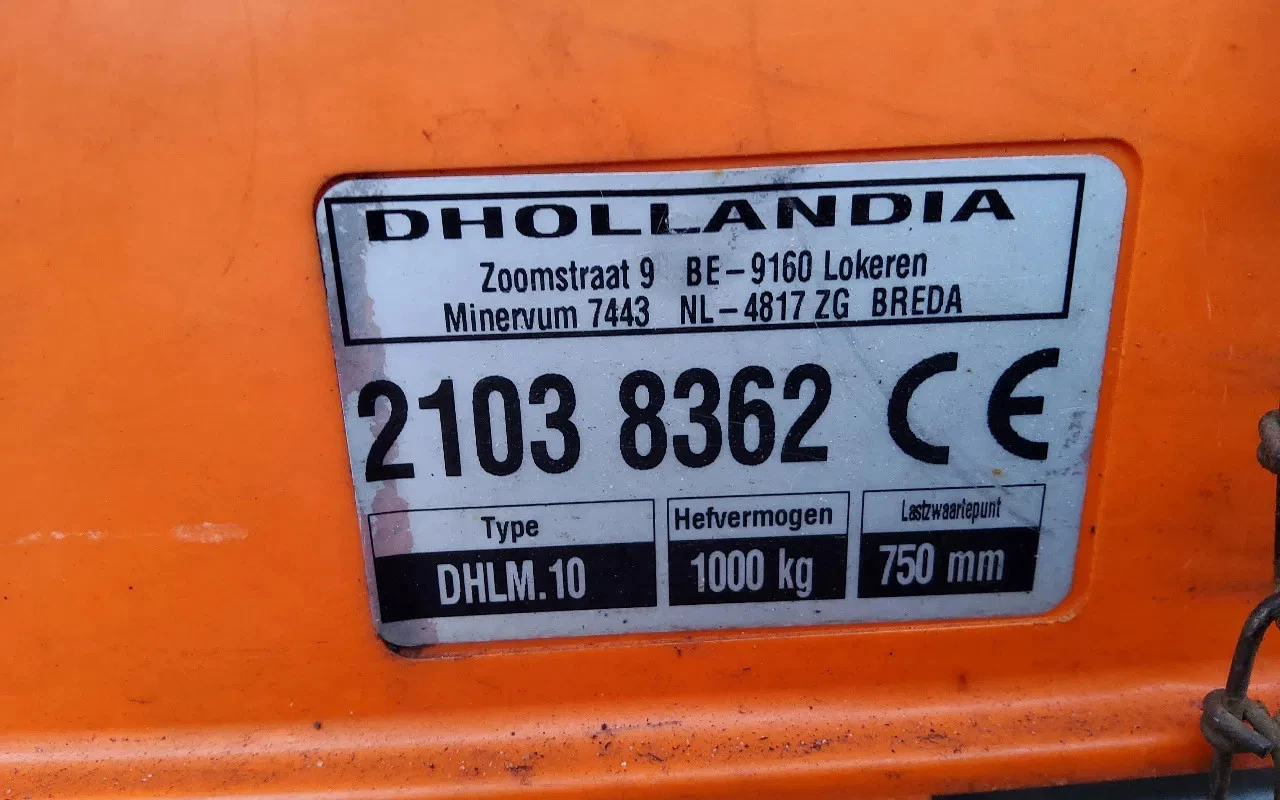 DHOLLANDIA
Zoomstraat 9 BE-9160 Lokeren
Minervum 7443 NL-4817 ZG BREDA
2103 8362 CE
Type Hefvermogen Lastzwaartepunt
DHLM.10 1000 kg 750 mm